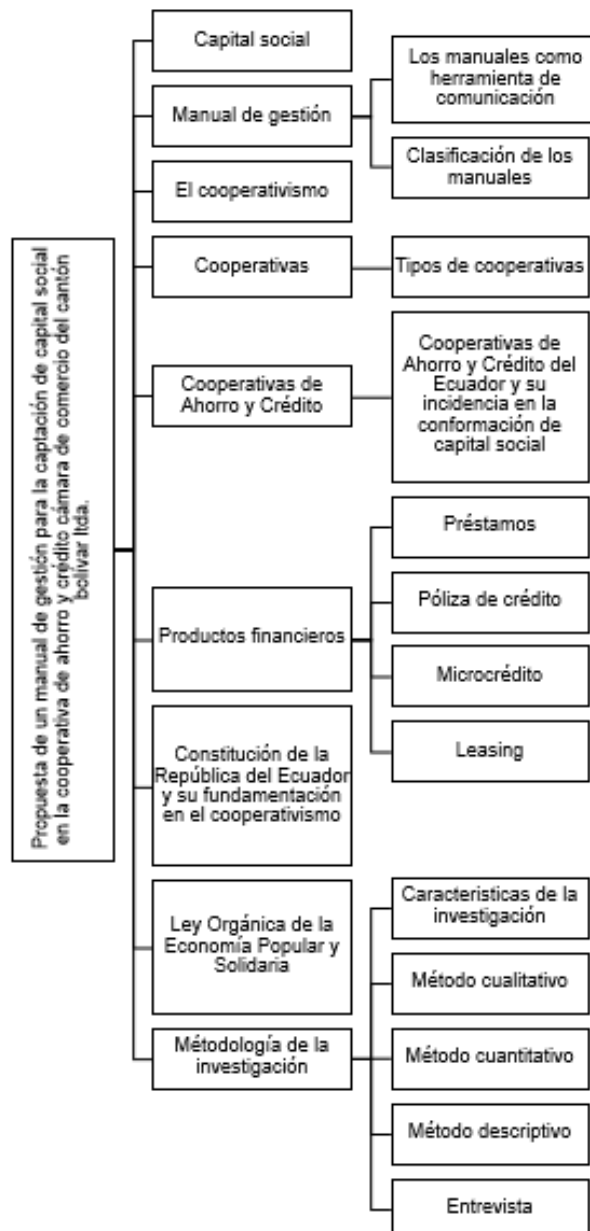 Propuesta de un manual de gestión para la captación de capital social
en la cooperativa de ahorro y crédito cámara de comercio del cantón
bolívar ltda.
Capital social
Manual de gestión
Los manuales como
herramienta de
comunicación
Clasificación de los
manuales
El cooperativismo
Cooperativas
Tipos de cooperativas
Cooperativas de
Ahorro y Crédito
Cooperativas de
Ahorro y Crédito del
Ecuador y su
incidencia en la
conformación de
capital social
Productos financieros
Préstamos
Póliza de crédito
Microcrédito
Leasing
Constitución de la
República del Ecuador
y su fundamentación
en el cooperativismo
Ley Orgánica de la
Economía Popular y
Solidaria
Métodología de la
investigación
Caracteristicas de la
investigación
Método cualitativo
Método cuantitativo
Método descriptivo
Entrevista